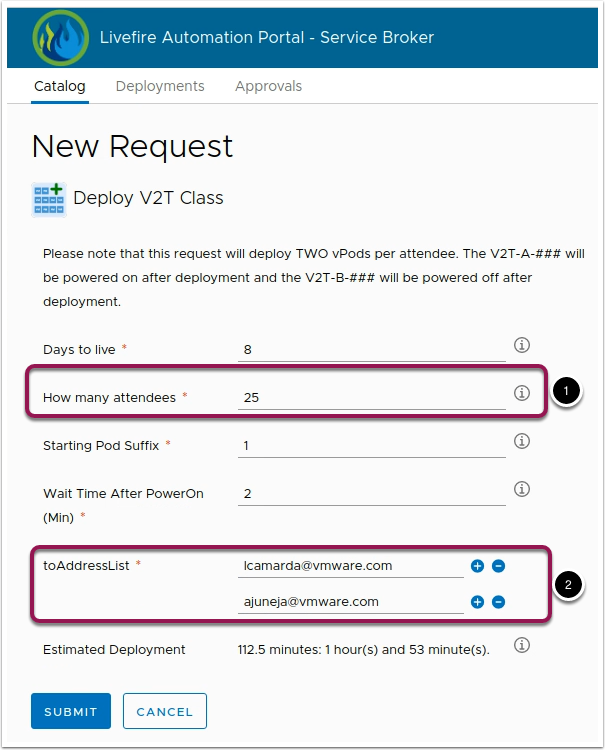 Livefire Automation Portal - Service Broker
Catalog Deployments Approvals
New Request
Deploy V2T Class
Please note that this request will deploy TWO vPods per attendee. The V2T-A-### will
be powered on after deployment and the V2T-B-### will be powered off after
deployment.
Days to live * 8
How many attendees * 25
1
Starting Pod Suffix * 1
Wait Time After PowerOn 2
(Min) *
toAddressList * lcamarda@vmware.com
2
ajuneja@vmware.com
Estimated Deployment 112.5 minutes: 1 hour(s) and 53 minute(s).
SUBMIT CANCEL